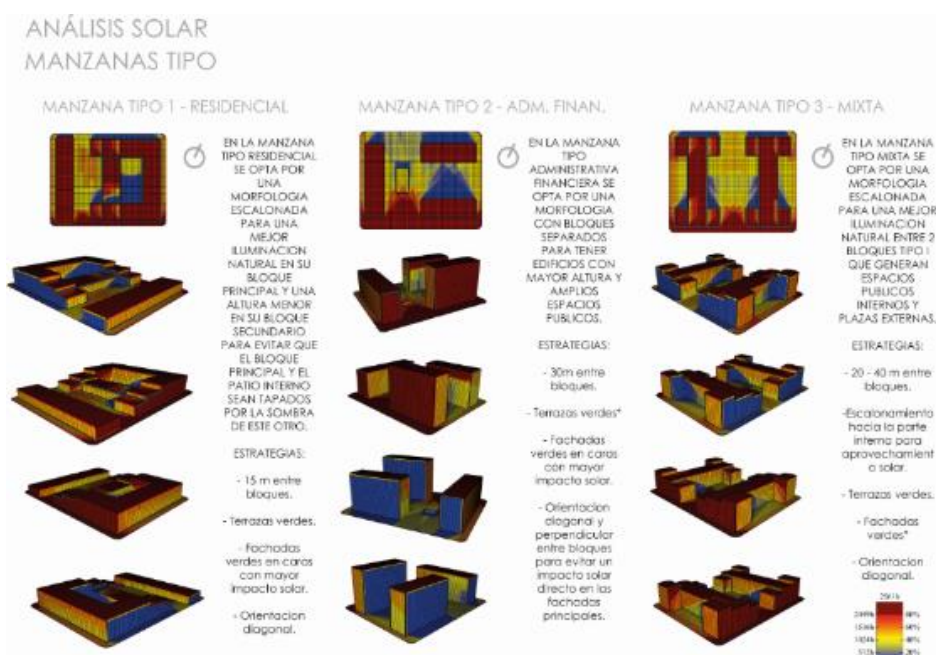 ANÁLISIS SOLAR
MANZANAS TIPO
MANZANA TIPO 1 - RESIDENCIAL
EN LA MANZANA
TIPO RESIDENCIAL
SE OPTA POR
UNA
MORFOLOGIA
ESCALONADA
PARA UNA
MEJOR
ILUMINACION
NATURAL EN SU
BLOQUE
PRINCIPAL Y UNA
ALTURA MENOR
EN SU BLOQUE
SECUNDARIO
PARA EVITAR QUE
EL BLOQUE
PRINCIPAL Y EL
PATIO INTERNO
SEAN TAPADOS
POR LA SOMBRA
DE ESTE OTRO.
ESTRATEGIAS:
- 15 m entre
bloques.
- Terrazas verdes.
- Fachadas
verdes en caras
con mayor
impacto solar.
- Orientacion
diagonal.
MANZANA TIPO 2 - ADM. FINAN.
EN LA MANZANA
TIPO
ADMINISTRATIVA
FINANCIERA SE
OPTA POR UNA
MORFOLOGIA
CON BLOQUES
SEPARADOS
PARA TENER
EDIFICIOS CON
MAYOR ALTURA Y
AMPLIOS
ESPACIOS
PUBLICOS.
ESTRATEGIAS:
- 30m entre
bloques.
- Terrazas verdes*
- Fachadas
verdes en caras
con mayor
impacto solar.
- Orientacion
diagonal y
perpendicular
entre bloques
para evitar un
impacto solar
directo en las
fachadas
principales.
MANZANA TIPO 3 - MIXTA
EN LA MANZANA
TIPO MIXTA SE
OPTA POR UNA
MORFOLOGIA
ESCALONADA
PARA UNA MEJOR
ILUMINACION
NATURAL ENTRE 2
BLOQUES TIPO I
QUE GENERAN
ESPACIOS
PUBLICOS
INTERNOS Y
PLAZAS EXTERNAS.
ESTRATEGIAS:
- 20 - 40 m entre
bloques.
-Escalonamiento
hacia la parte
interna para
aprovechamient
o solar.
- Terrazas verdes.
- Fachadas
verdes*
- Orientacion
diagonal.
80%
60%
40%
20%